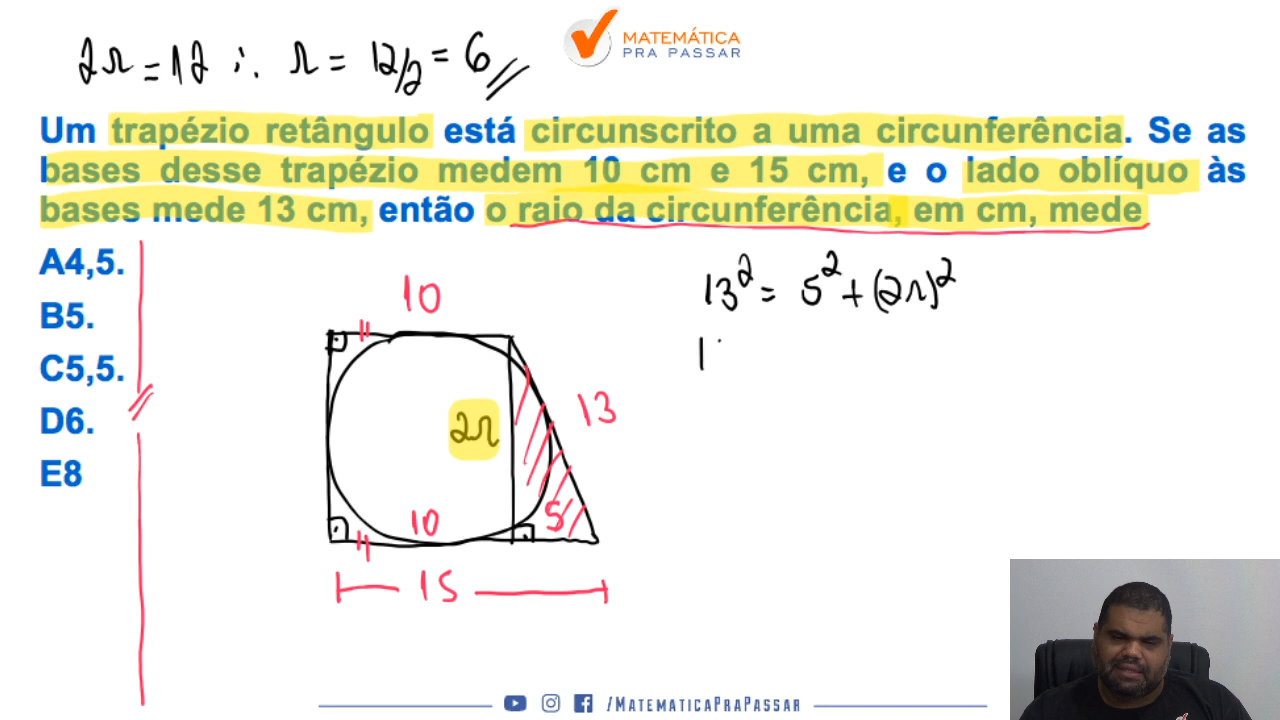 2r = 12 ∴ r = 12/2 = 6
MATEMÁTICA
PRA PASSAR
Um trapézio retângulo está circunscrito a uma circunferência. Se as
bases desse trapézio medem 10 cm e 15 cm, e o lado oblíquo às
bases mede 13 cm, então o raio da circunferência, em cm, mede
A4,5.
B5.
C5,5.
D6.
E8
10
13² = 5² + (2r)²
1
13
2r
10
5
15
/MATEMATICAPRAPASSAR